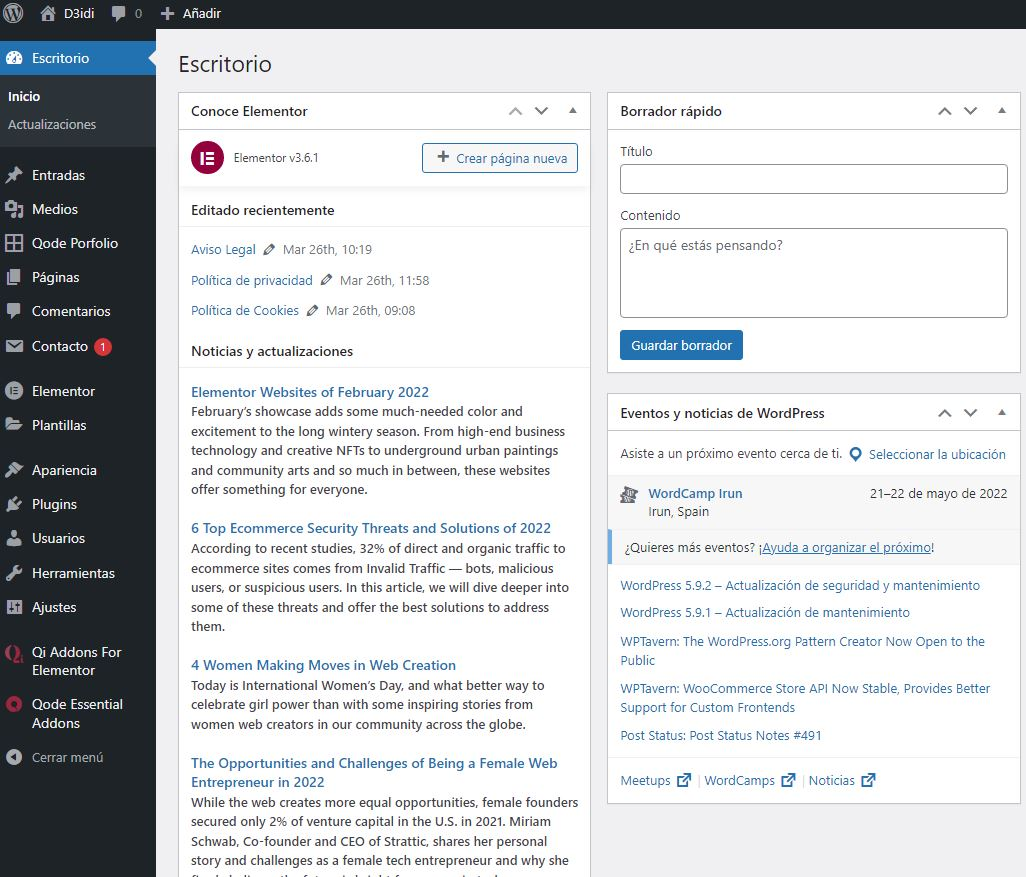 D3idi
0
Añadir
Escritorio
Inicio
Actualizaciones
Entradas
Medios
Qode Porfolio
Páginas
Comentarios
Contacto 1
Elementor
Plantillas
Apariencia
Plugins
Usuarios
Herramientas
Ajustes
Qi Addons For
Elementor
Qode Essential
Addons
Cerrar menú
Escritorio
Conoce Elementor
Elementor v3.6.1
Crear página nueva
Editado recientemente
Aviso Legal Mar 26th, 10:19
Política de privacidad Mar 26th, 11:58
Política de Cookies Mar 26th, 09:08
Noticias y actualizaciones
Elementor Websites of February 2022
February's showcase adds some much-needed color and
excitement to the long wintery season. From high-end business
technology and creative NFTs to underground urban paintings
and community arts and so much in between, these websites
offer something for everyone.
6 Top Ecommerce Security Threats and Solutions of 2022
According to recent studies, 32% of direct and organic traffic to
ecommerce sites comes from Invalid Traffic — bots, malicious
users, or suspicious users. In this article, we will dive deeper into
some of these threats and offer the best solutions to address
them.
4 Women Making Moves in Web Creation
Today is International Women's Day, and what better way to
celebrate girl power than with some inspiring stories from
women web creators in our community across the globe.
The Opportunities and Challenges of Being a Female Web
Entrepreneur in 2022
While the web creates more equal opportunities, female founders
secured only 2% of venture capital in the U.S. in 2021. Miriam
Schwab, Co-founder and CEO of Strattic, shares her personal
story and challenges as a female tech entrepreneur and why she
Borrador rápido
Título
Contenido
¿En qué estás pensando?
Guardar borrador
Eventos y noticias de WordPress
Asiste a un próximo evento cerca de ti. Seleccionar la ubicación
WordCamp Irun 21–22 de mayo de 2022
Irun, Spain
¿Quieres más eventos? ¡Ayuda a organizar el próximo!
WordPress 5.9.2 – Actualización de seguridad y mantenimiento
WordPress 5.9.1 – Actualización de mantenimiento
WPTavern: The WordPress.org Pattern Creator Now Open to the
Public
WPTavern: WooCommerce Store API Now Stable, Provides Better
Support for Custom Frontends
Post Status: Post Status Notes #491
Meetups | WordCamps | Noticias